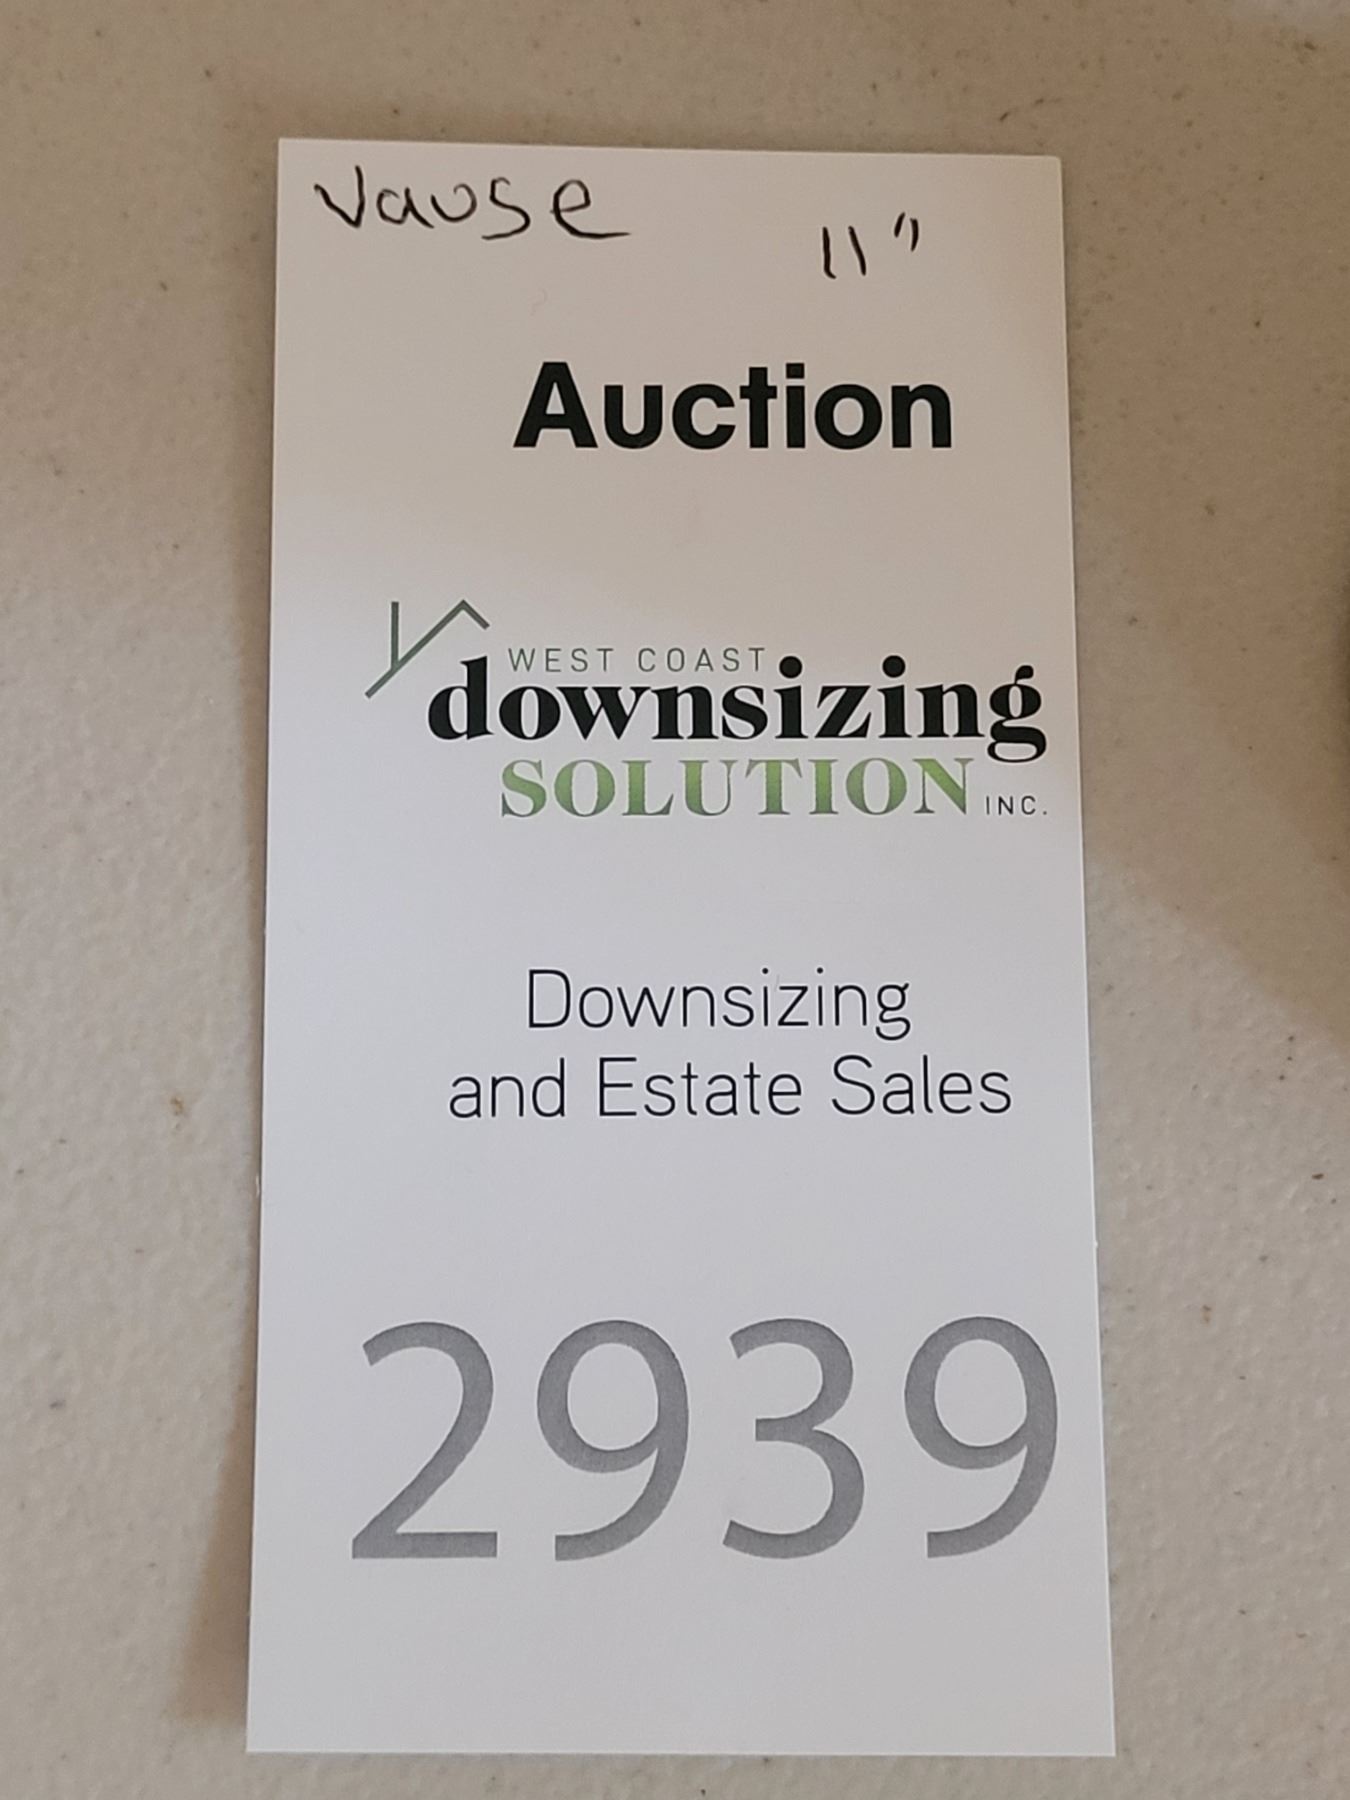 Vause 11"
Auction
WEST COAST
downsizing
SOLUTION INC.
Downsizing
and Estate Sales
2939